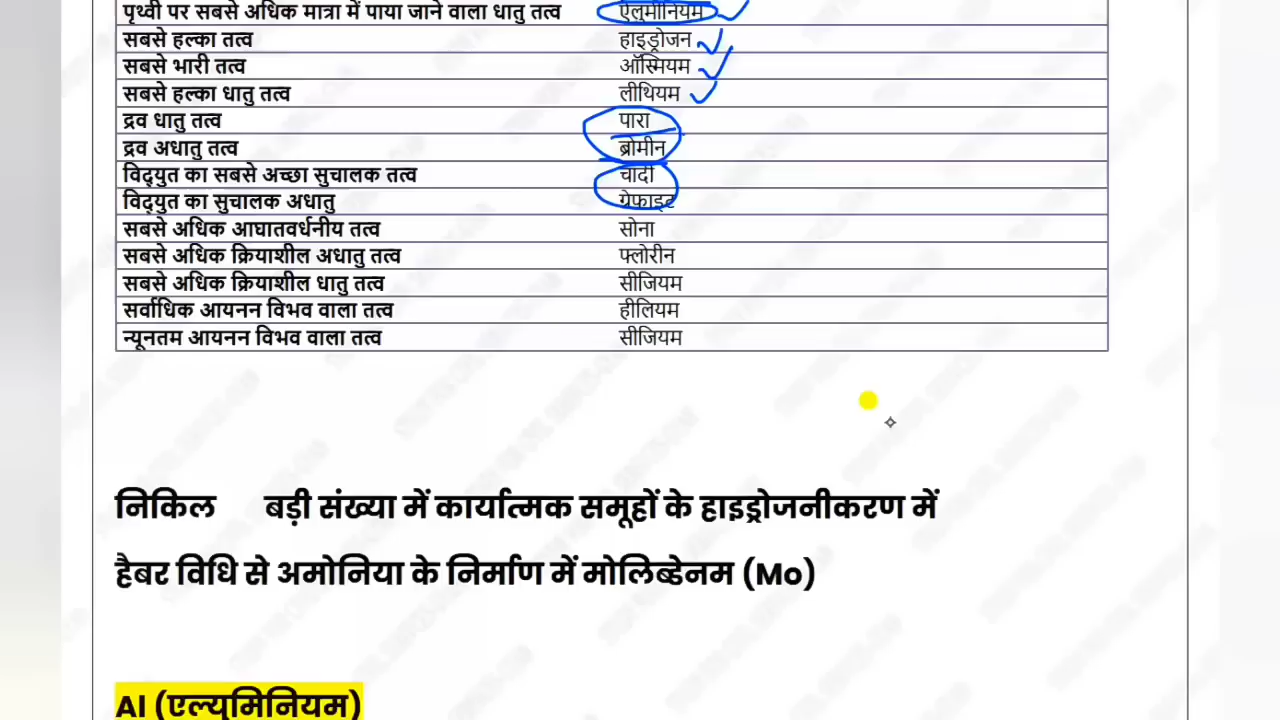 पृथ्वी पर सबसे अधिक मात्रा में पाया जाने वाला धातु तत्व ऐलुमीनियम
सबसे हल्का तत्व हाइड्रोजन
सबसे भारी तत्व ऑस्मियम
सबसे हल्का धातु तत्व लीथियम
द्रव धातु तत्व पारा
द्रव अधातु तत्व ब्रोमीन
विद्युत का सबसे अच्छा सुचालक तत्व चांदी
विद्युत का सुचालक अधातु ग्रेफाइट
सबसे अधिक आघातवर्धनीय तत्व सोना
सबसे अधिक क्रियाशील अधातु तत्व फ्लोरीन
सबसे अधिक क्रियाशील धातु तत्व सीजियम
सर्वाधिक आयनन विभव वाला तत्व हीलियम
न्यूनतम आयनन विभव वाला तत्व सीजियम
निकिल बड़ी संख्या में कार्यात्मक समूहों के हाइड्रोजनीकरण में
हैबर विधि से अमोनिया के निर्माण में मोलिब्डेनम (Mo)
Al (एल्युमिनियम)